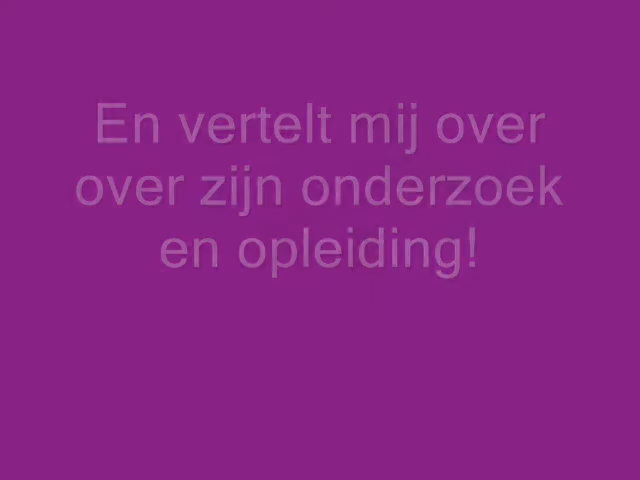 En vertelt mij over
over zijn onderzoek
en opleiding!